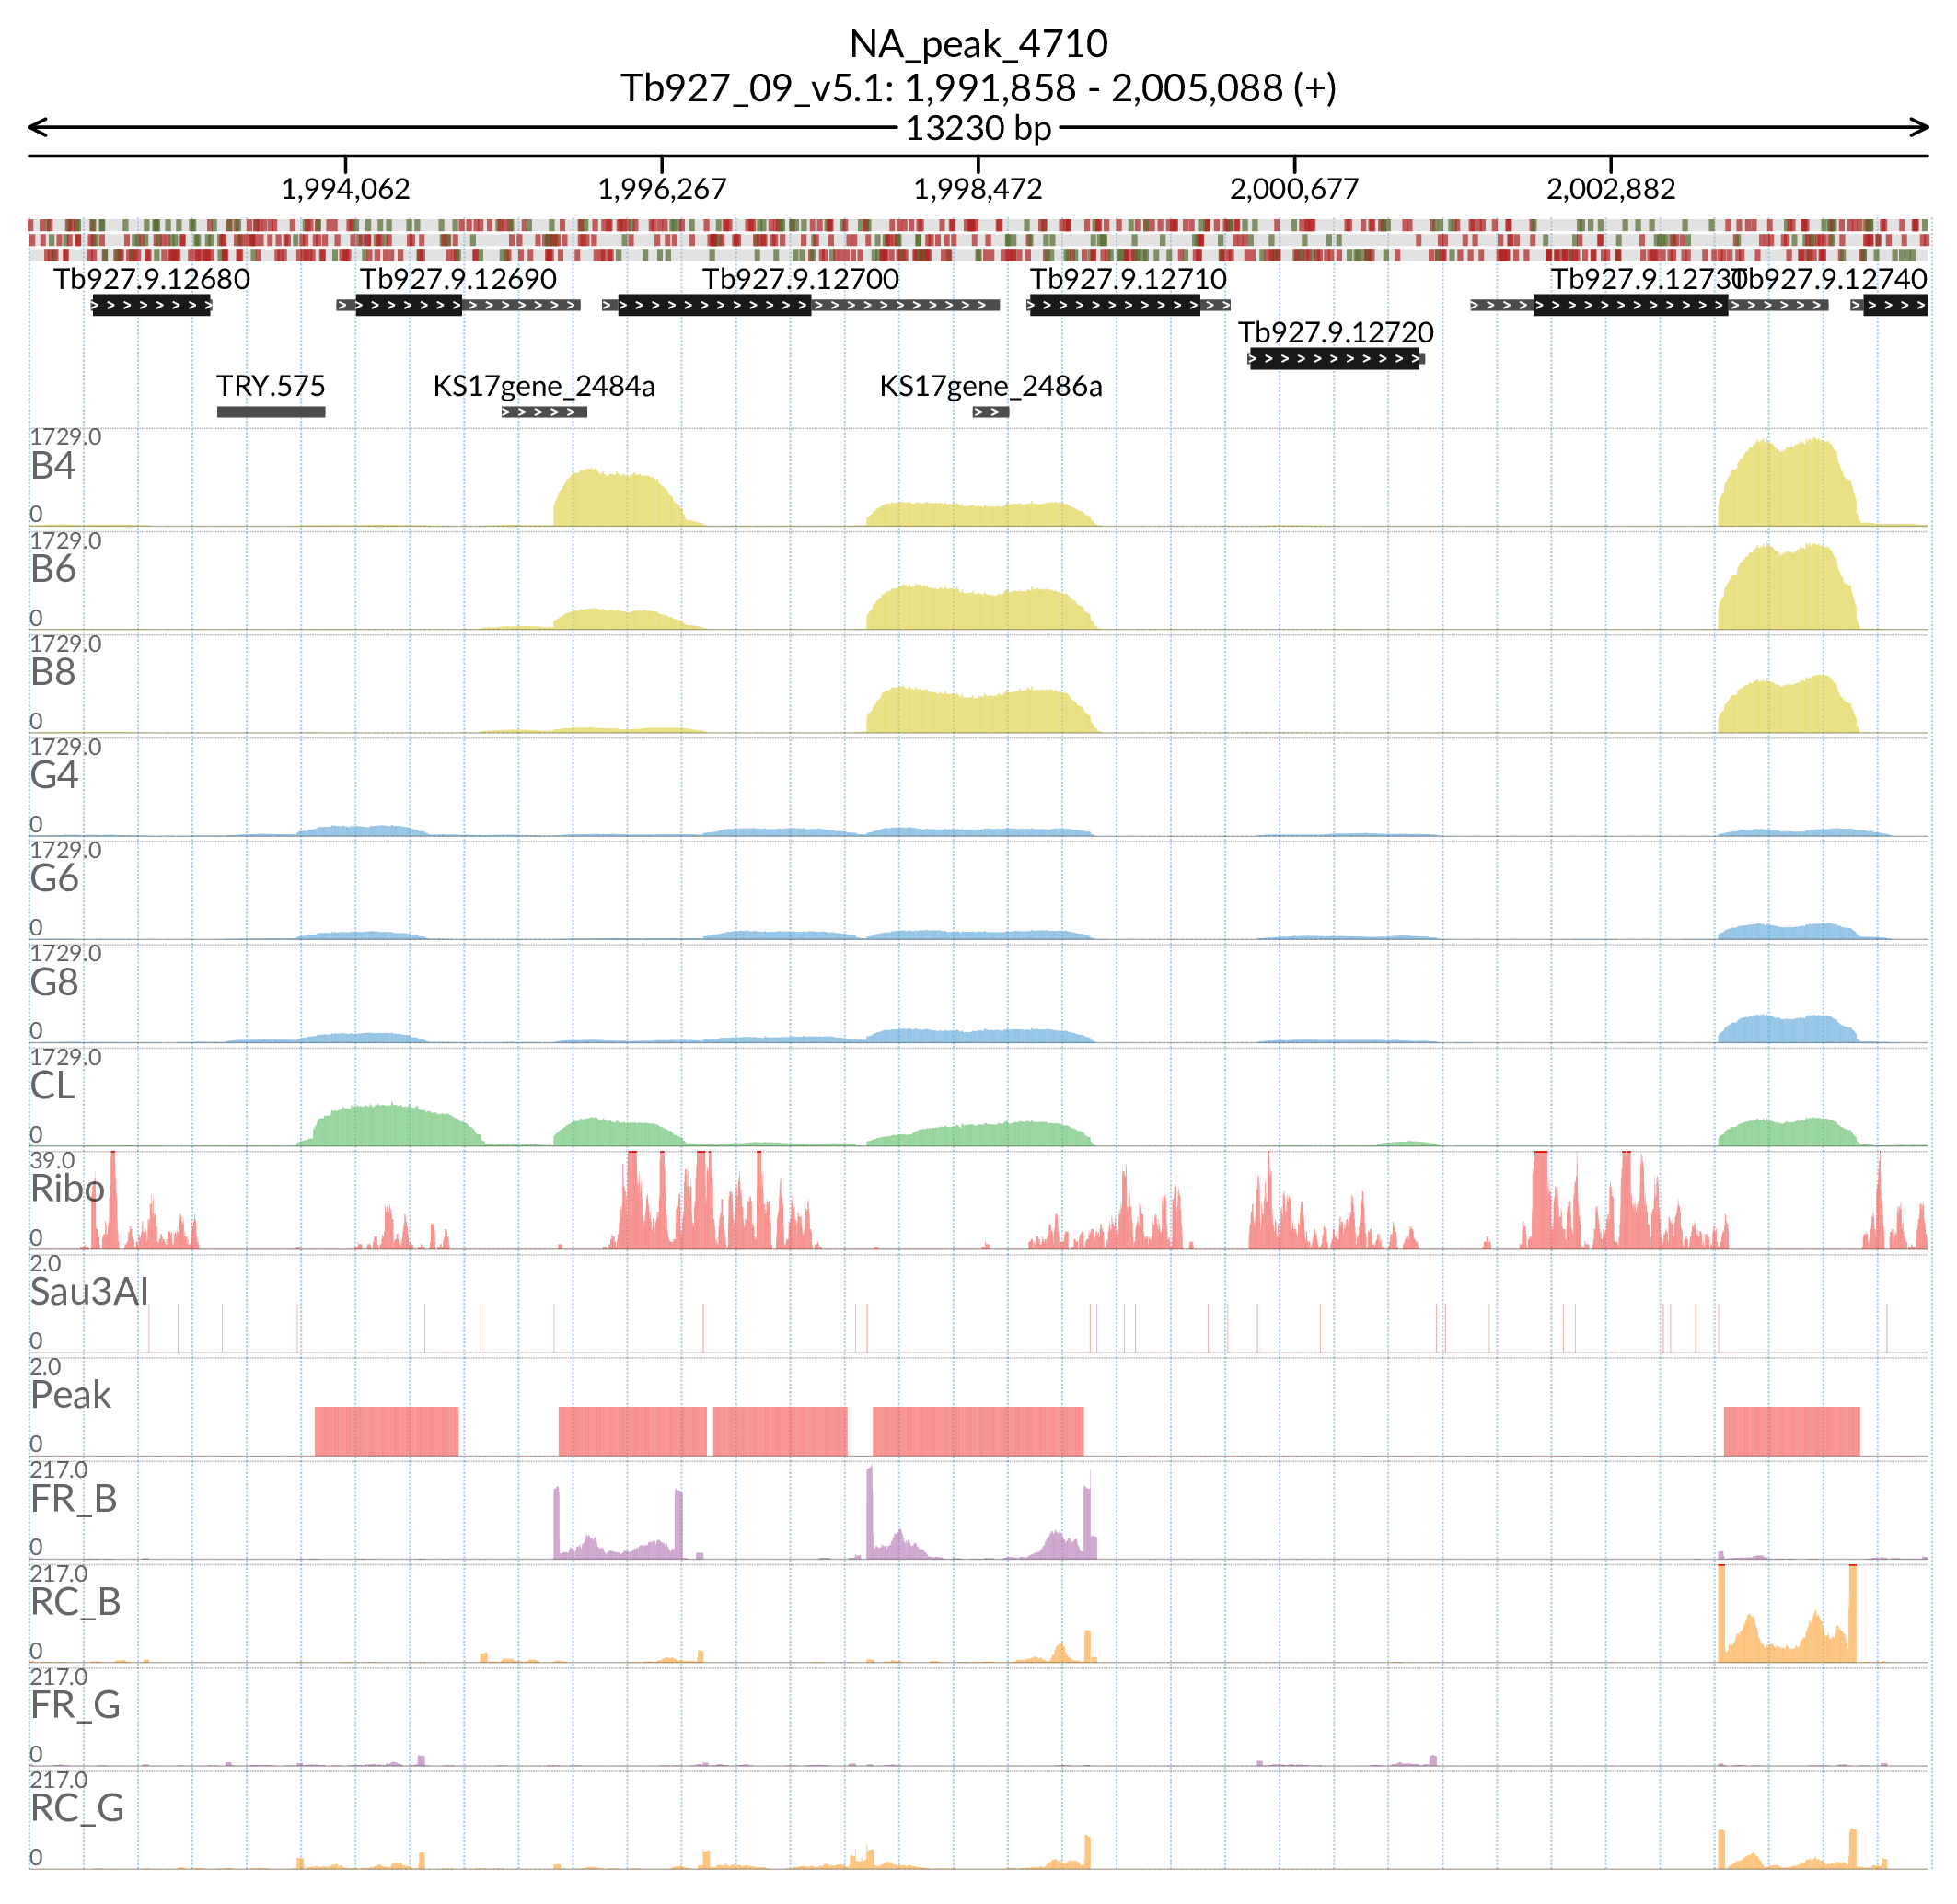 NA_peak_4710
Tb927_09_v5.1: 1,991,858 - 2,005,088 (+)
13230 bp
1,994,062 1,996,267 1,998,472 2,000,677 2,002,882
Tb927.9.12680 Tb927.9.12690 Tb927.9.12700 Tb927.9.12710 Tb927.9.12730 Tb927.9.12740
Tb927.9.12720
TRY.575 KS17gene_2484a KS17gene_2486a
1729.0
B4
0
1729.0
B6
0
1729.0
B8
0
1729.0
G4
0
1729.0
G6
0
1729.0
G8
0
1729.0
CL
0
39.0
Ribo
0
2.0
Sau3AI
0
2.0
Peak
0
217.0
FR_B
0
217.0
RC_B
0
217.0
FR_G
0
217.0
RC_G
0